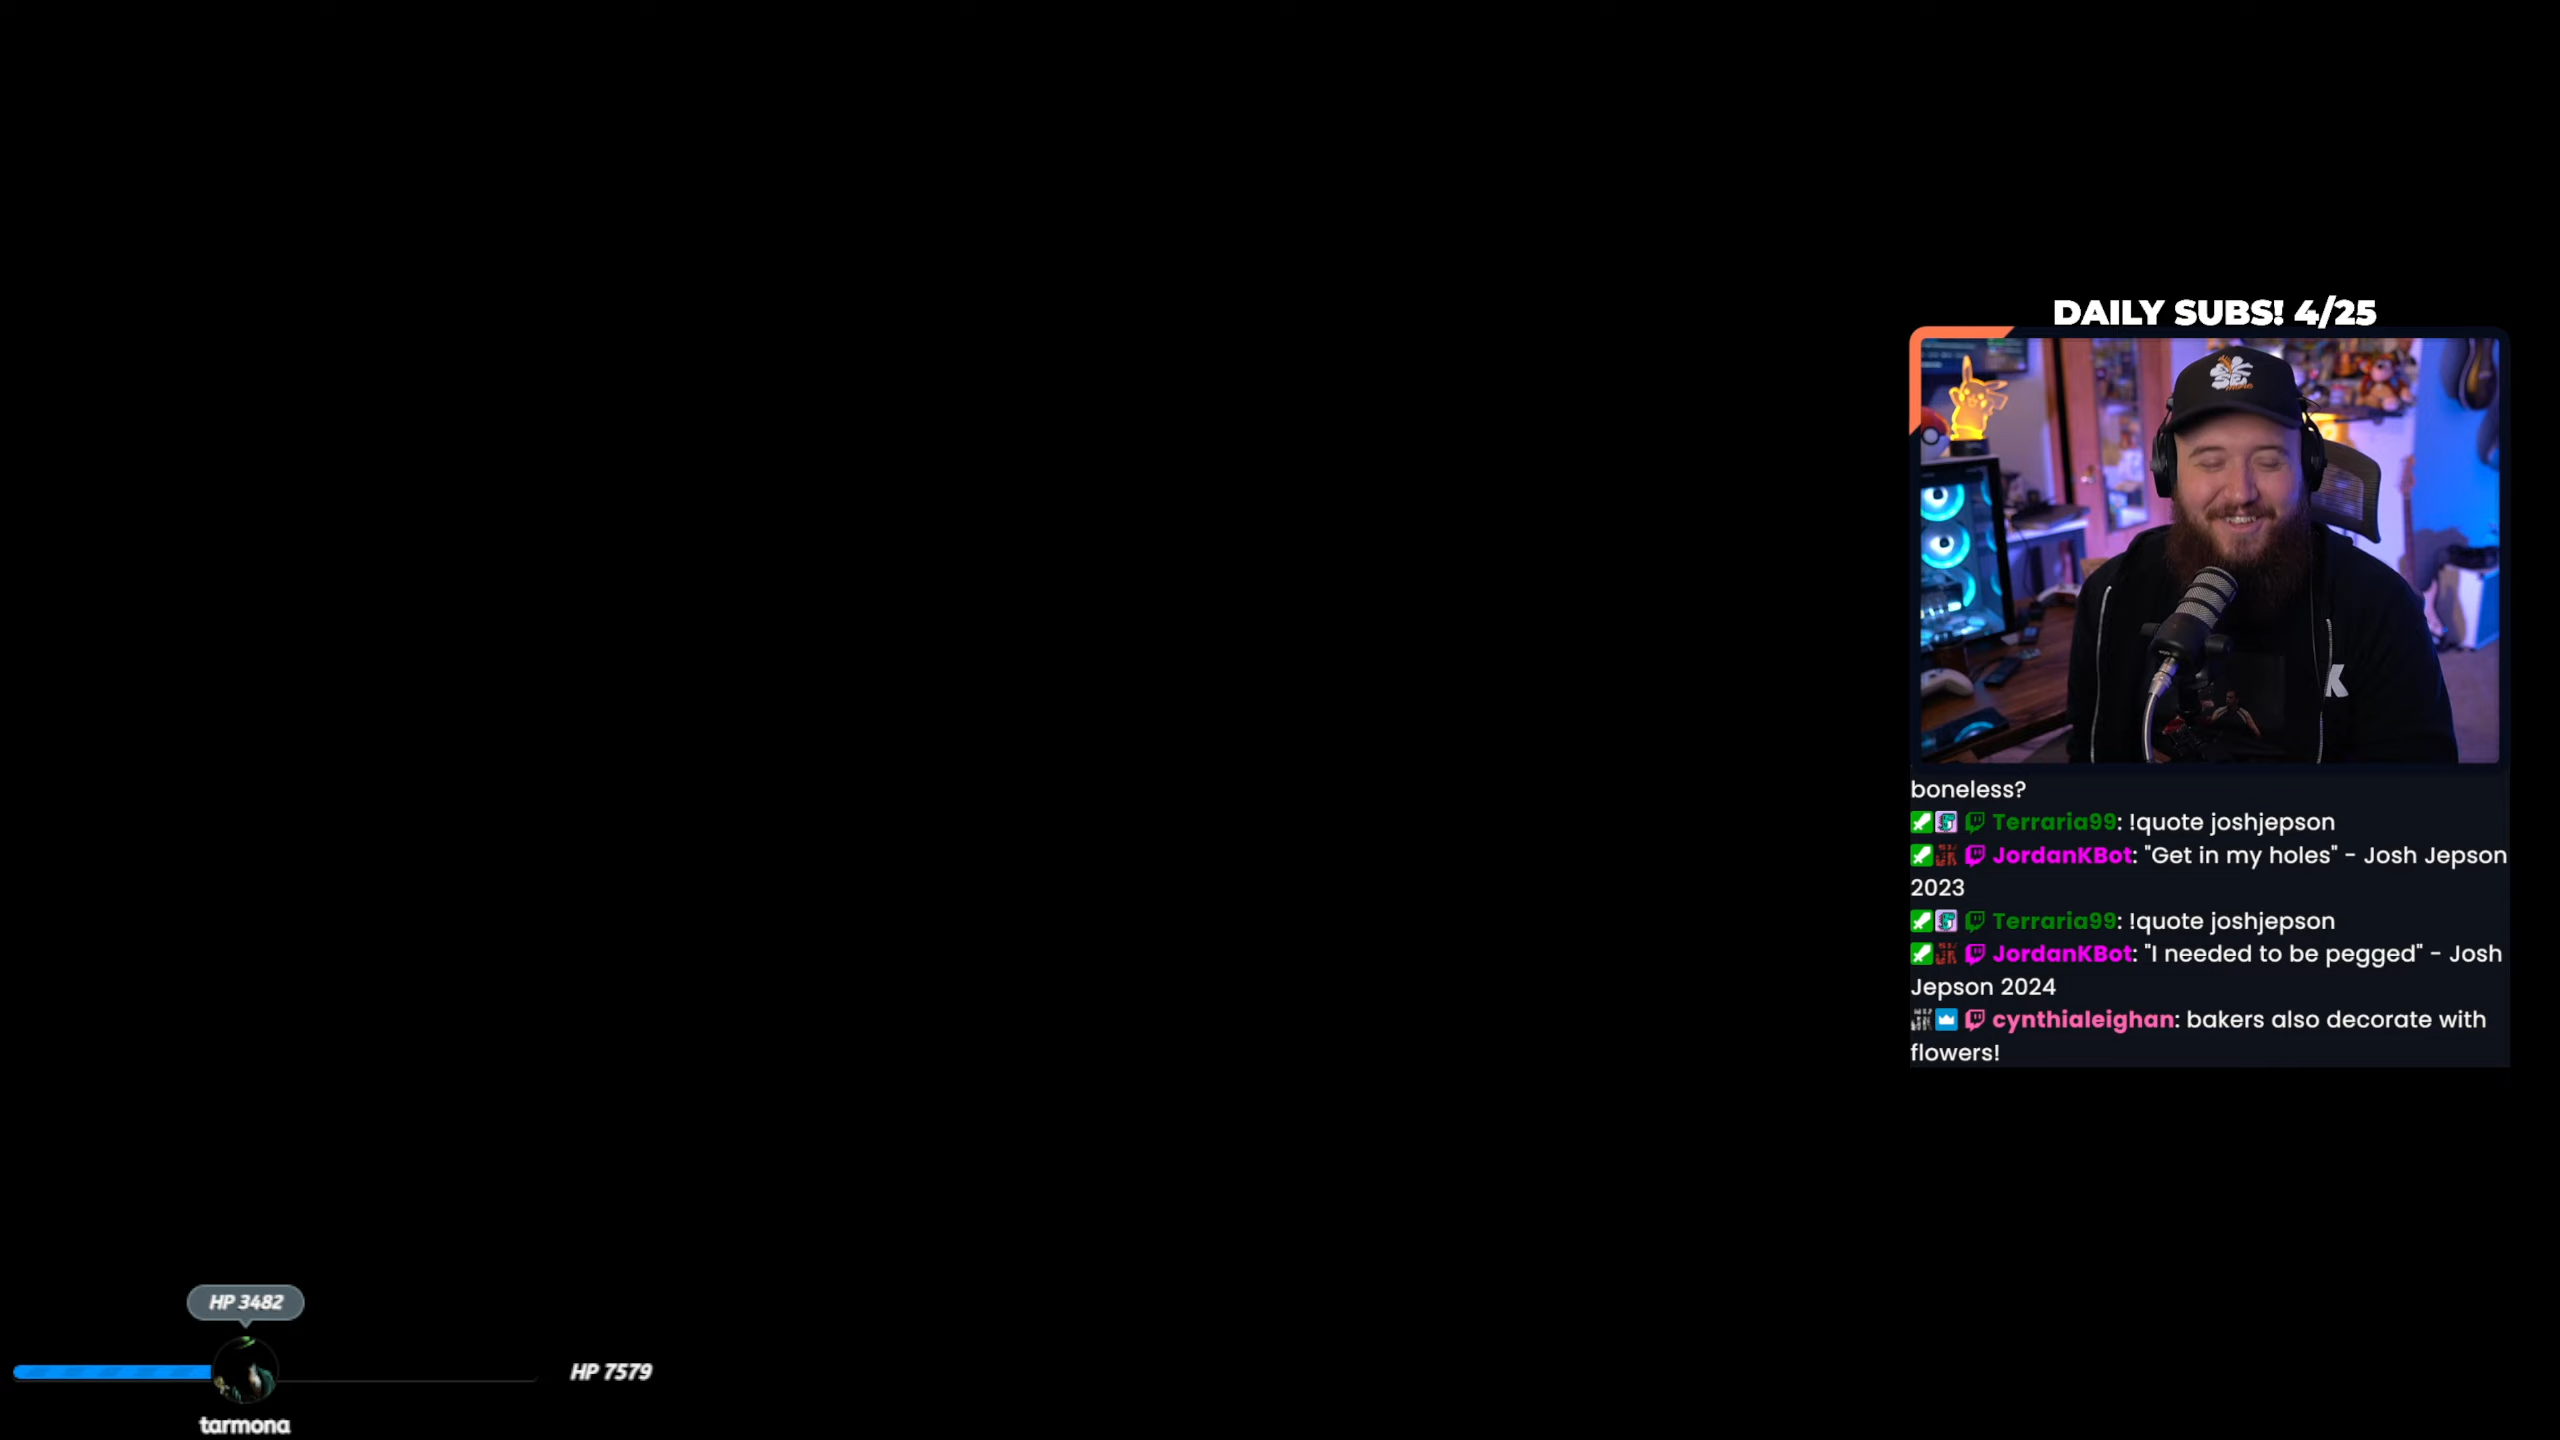 DAILY SUBS! 4/25
K
boneless?
Terraria99: !quote joshjepson
JordanKBot: "Get in my holes" - Josh Jepson
2023
Terraria99: !quote joshjepson
JordanKBot: "I needed to be pegged" - Josh
Jepson 2024
cynthialeighan: bakers also decorate with
flowers!
HP 3482
HP 7579
tarmona